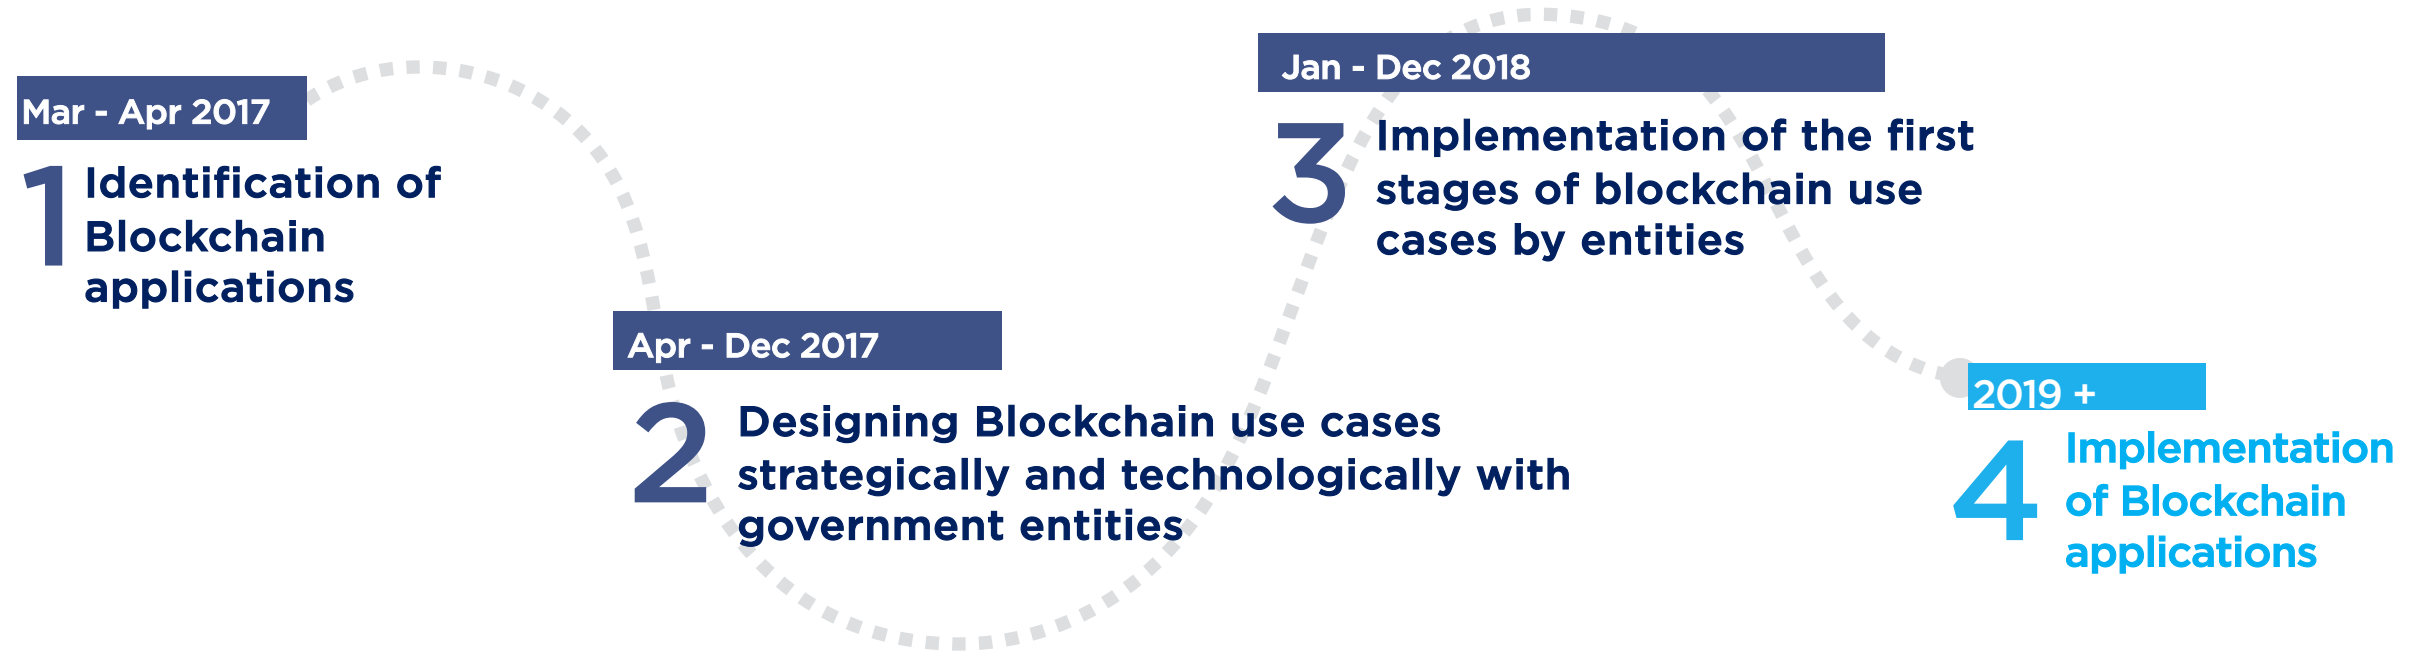 Mar - Apr 2017
1
Identification of
Blockchain
applications
Apr - Dec 2017
2
Designing Blockchain use cases
strategically and technologically with
government entities
Jan - Dec 2018
3
Implementation of the first
stages of blockchain use
cases by entities
2019 +
4
Implementation
of Blockchain
applications